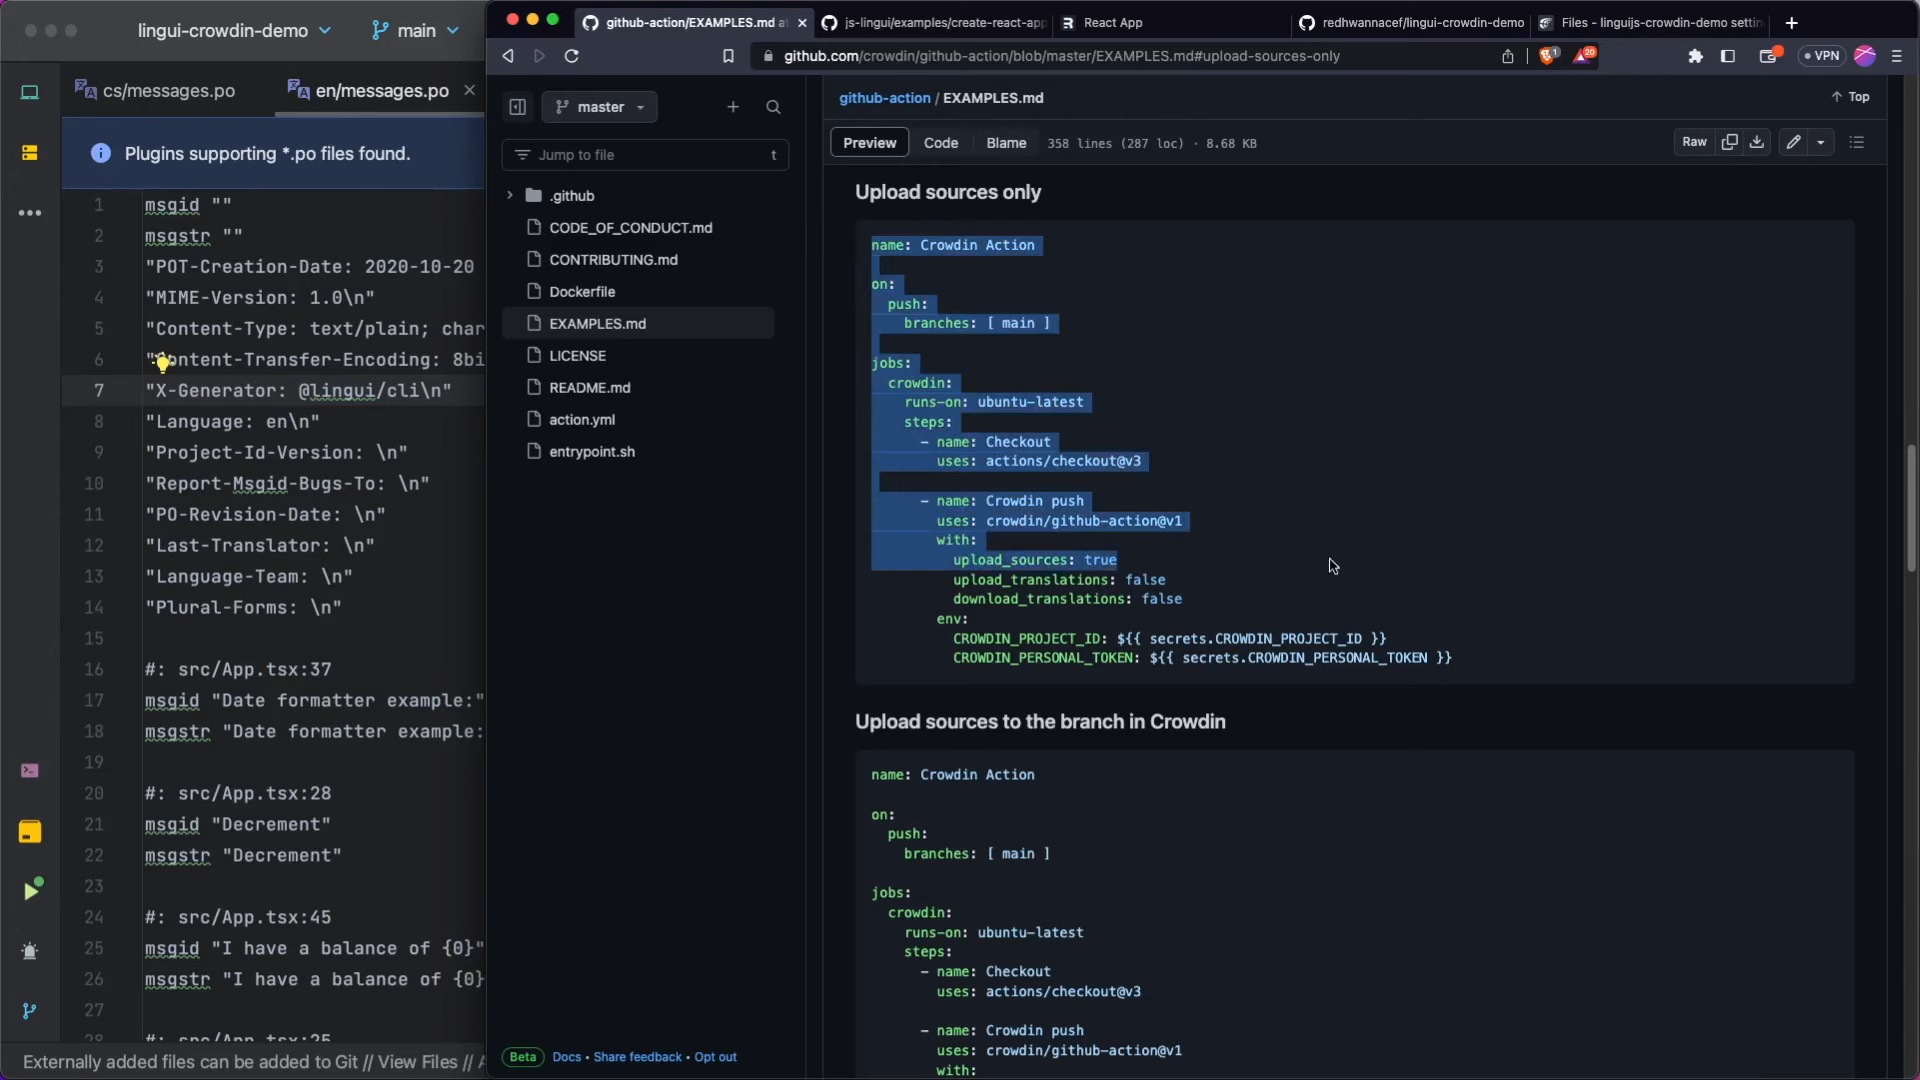 lingui-crowdin-demo
main
cs/messages.po
en/messages.po
Plugins supporting *.po files found.
1 msgid ""
2 msgstr ""
3 "POT-Creation-Date: 2020-10-20
4 "MIME-Version: 1.0\n"
5 "Content-Type: text/plain; char
6 ontent-Transfer-Encoding: 8bi
7 "X-Generator: @lingui/cli\n"
8 "Language: en\n"
9 "Project-Id-Version: \n"
10 "Report-Msgid-Bugs-To: \n"
11 "PO-Revision-Date: \n"
12 "Last-Translator: \n"
13 "Language-Team: \n"
14 "Plural-Forms: \n"
15
16 #: src/App.tsx:37
17 msgid "Date formatter example:"
18 msgstr "Date formatter example:
19
20 #: src/App.tsx:28
21 msgid "Decrement"
22 msgstr "Decrement"
23
24 #: src/App.tsx:45
25 msgid "I have a balance of {0}"
26 msgstr "I have a balance of {0}
27
28 #: src/App.tsx:25
Externally added files can be added to Git // View Files //
github-action/EXAMPLES.md at
js-lingui/examples/create-react-app
React App
redhwannacef/lingui-crowdin-demo
Files - linguijs-crowdin-demo settin
github.com/crowdin/github-action/blob/master/EXAMPLES.md#upload-sources-only
1
20
VPN
master
Jump to file
t
.github
CODE_OF_CONDUCT.md
CONTRIBUTING.md
Dockerfile
EXAMPLES.md
LICENSE
README.md
action.yml
entrypoint.sh
Beta Docs • Share feedback • Opt out
github-action / EXAMPLES.md
Top
Preview
Code
Blame
358 lines (287 loc) · 8.68 KB
Raw
Upload sources only
name: Crowdin Action
on:
push:
branches: [ main ]
jobs:
crowdin:
runs-on: ubuntu-latest
steps:
- name: Checkout
uses: actions/checkout@v3
- name: Crowdin push
uses: crowdin/github-action@v1
with:
upload_sources: true
upload_translations: false
download_translations: false
env:
CROWDIN_PROJECT_ID: ${{ secrets.CROWDIN_PROJECT_ID }}
CROWDIN_PERSONAL_TOKEN: ${{ secrets.CROWDIN_PERSONAL_TOKEN }}
Upload sources to the branch in Crowdin
name: Crowdin Action
on:
push:
branches: [ main ]
jobs:
crowdin:
runs-on: ubuntu-latest
steps:
- name: Checkout
uses: actions/checkout@v3
- name: Crowdin push
uses: crowdin/github-action@v1
with: